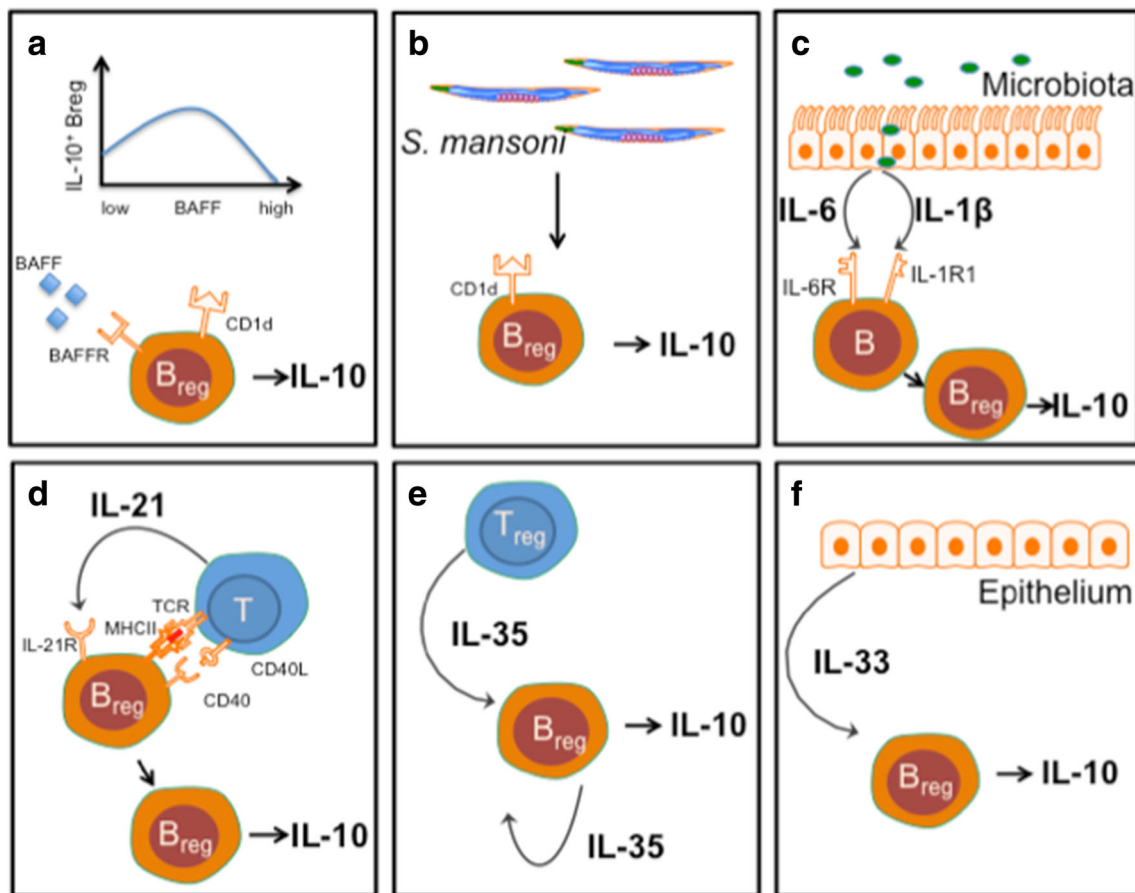 a
IL-10⁺ Breg
low BAFF high
BAFF
BAFFR
CD1d
Breg
IL-10
b
S. mansoni
CD1d
Breg
IL-10
c
Microbiota
IL-6 IL-1β
IL-6R IL-1R1
B
Breg
IL-10
d
IL-21
T
TCR
MHCII
IL-21R
CD40L
CD40
Breg
Breg
IL-10
e
Treg
IL-35
Breg
IL-10
IL-35
f
Epithelium
IL-33
Breg
IL-10